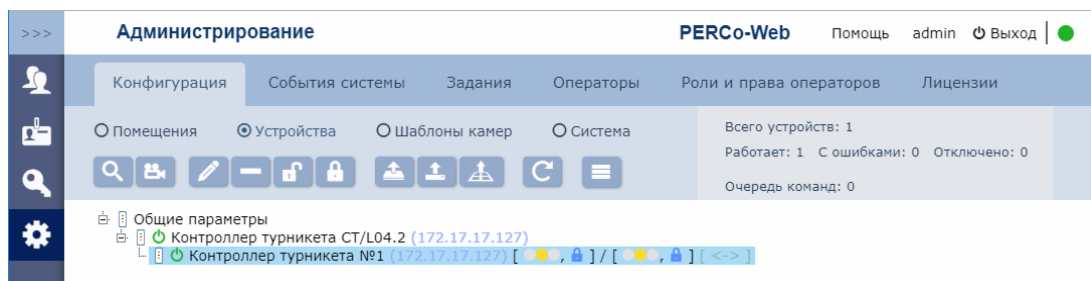 >>> Администрирование PERCo-Web Помощь admin Выход
Конфигурация События системы Задания Операторы Роли и права операторов Лицензии
Помещения Устройства Шаблоны камер Система
Всего устройств: 1
Работает: 1 С ошибками: 0 Отключено: 0
Очередь команд: 0
Общие параметры
Контроллер турникета CT/L04.2 (172.17.17.127)
Контроллер турникета №1 (172.17.17.127) [ , ] / [ , ] [ <-> ]